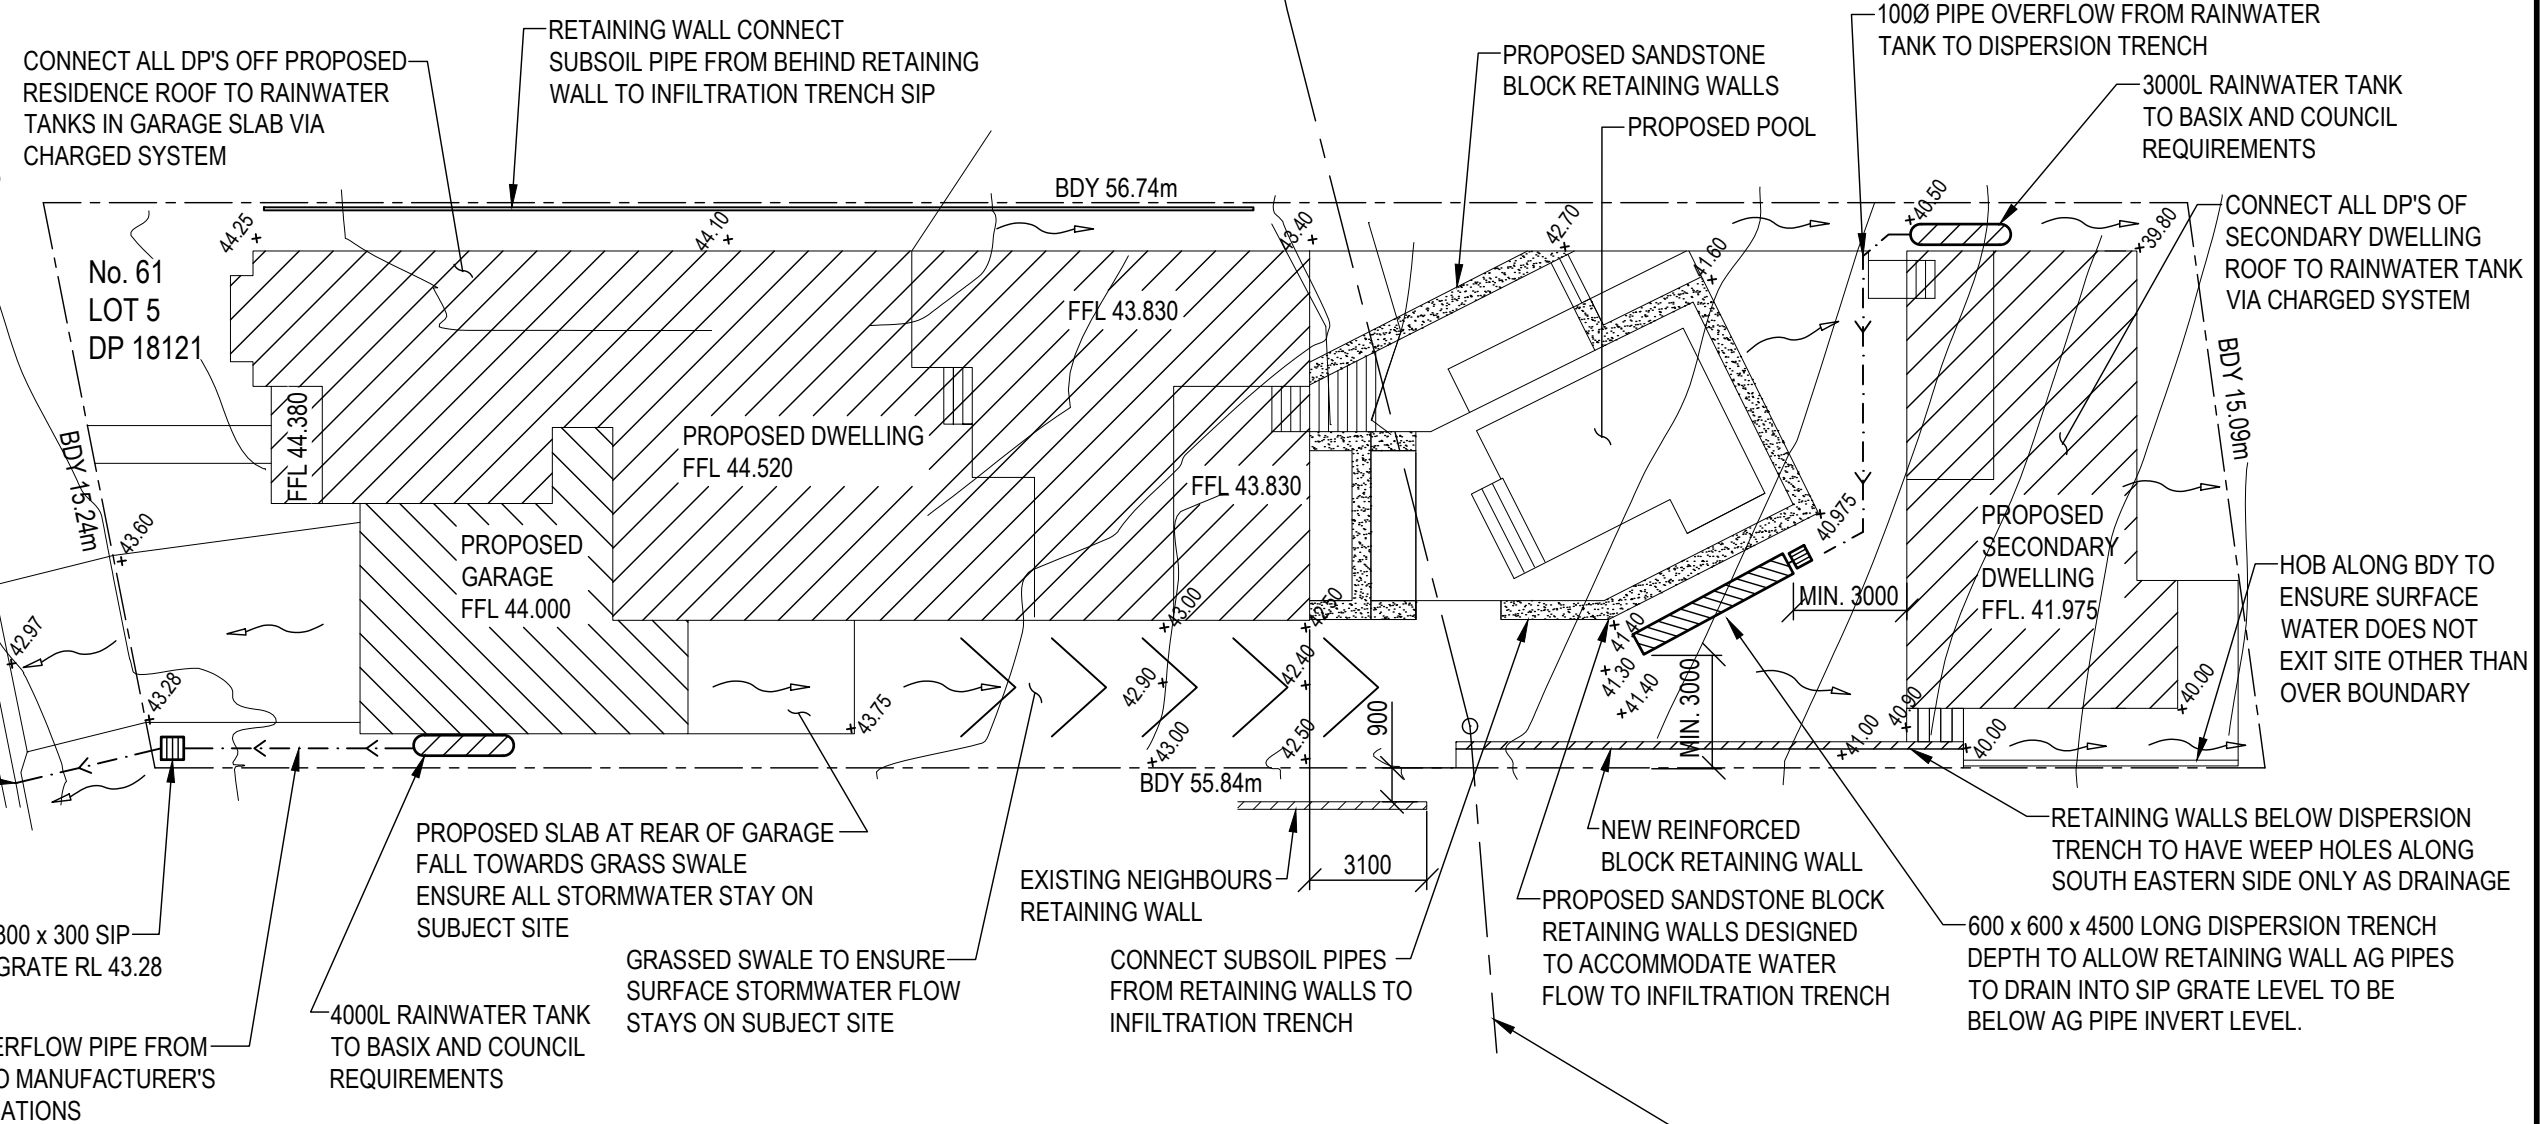 CONNECT ALL DP'S OFF PROPOSED
RESIDENCE ROOF TO RAINWATER
TANKS IN GARAGE SLAB VIA
CHARGED SYSTEM
RETAINING WALL CONNECT
SUBSOIL PIPE FROM BEHIND RETAINING
WALL TO INFILTRATION TRENCH SIP
PROPOSED SANDSTONE
BLOCK RETAINING WALLS
PROPOSED POOL
100Ø PIPE OVERFLOW FROM RAINWATER
TANK TO DISPERSION TRENCH
3000L RAINWATER TANK
TO BASIX AND COUNCIL
REQUIREMENTS
CONNECT ALL DP'S OF
SECONDARY DWELLING
ROOF TO RAINWATER TANK
VIA CHARGED SYSTEM
BDY 56.74m
44.25
44.10
43.40
42.70
41.60
40.50
39.80
No. 61
LOT 5
DP 18121
FFL 43.830
BDY 15.09m
FFL 44.380
PROPOSED DWELLING
FFL 44.520
FFL 43.830
BDY 15.24m
43.60
PROPOSED
GARAGE
FFL 44.000
40.975
PROPOSED
SECONDARY
DWELLING
FFL. 41.975
MIN. 3000
HOB ALONG BDY TO
ENSURE SURFACE
WATER DOES NOT
EXIT SITE OTHER THAN
OVER BOUNDARY
42.97
43.28
43.75
43.00
42.90
43.00
42.50
42.40
42.50
41.40
41.30
41.40
MIN. 3000
900
41.00
40.90
40.00
40.00
BDY 55.84m
3100
PROPOSED SLAB AT REAR OF GARAGE
FALL TOWARDS GRASS SWALE
ENSURE ALL STORMWATER STAY ON
SUBJECT SITE
EXISTING NEIGHBOURS
RETAINING WALL
NEW REINFORCED
BLOCK RETAINING WALL
RETAINING WALLS BELOW DISPERSION
TRENCH TO HAVE WEEP HOLES ALONG
SOUTH EASTERN SIDE ONLY AS DRAINAGE
300 x 300 SIP
GRATE RL 43.28
GRASSED SWALE TO ENSURE
SURFACE STORMWATER FLOW
STAYS ON SUBJECT SITE
CONNECT SUBSOIL PIPES
FROM RETAINING WALLS TO
INFILTRATION TRENCH
PROPOSED SANDSTONE BLOCK
RETAINING WALLS DESIGNED
TO ACCOMMODATE WATER
FLOW TO INFILTRATION TRENCH
600 x 600 x 4500 LONG DISPERSION TRENCH
DEPTH TO ALLOW RETAINING WALL AG PIPES
TO DRAIN INTO SIP GRATE LEVEL TO BE
BELOW AG PIPE INVERT LEVEL.
4000L RAINWATER TANK
TO BASIX AND COUNCIL
REQUIREMENTS
ERFLOW PIPE FROM
O MANUFACTURER'S
ATIONS